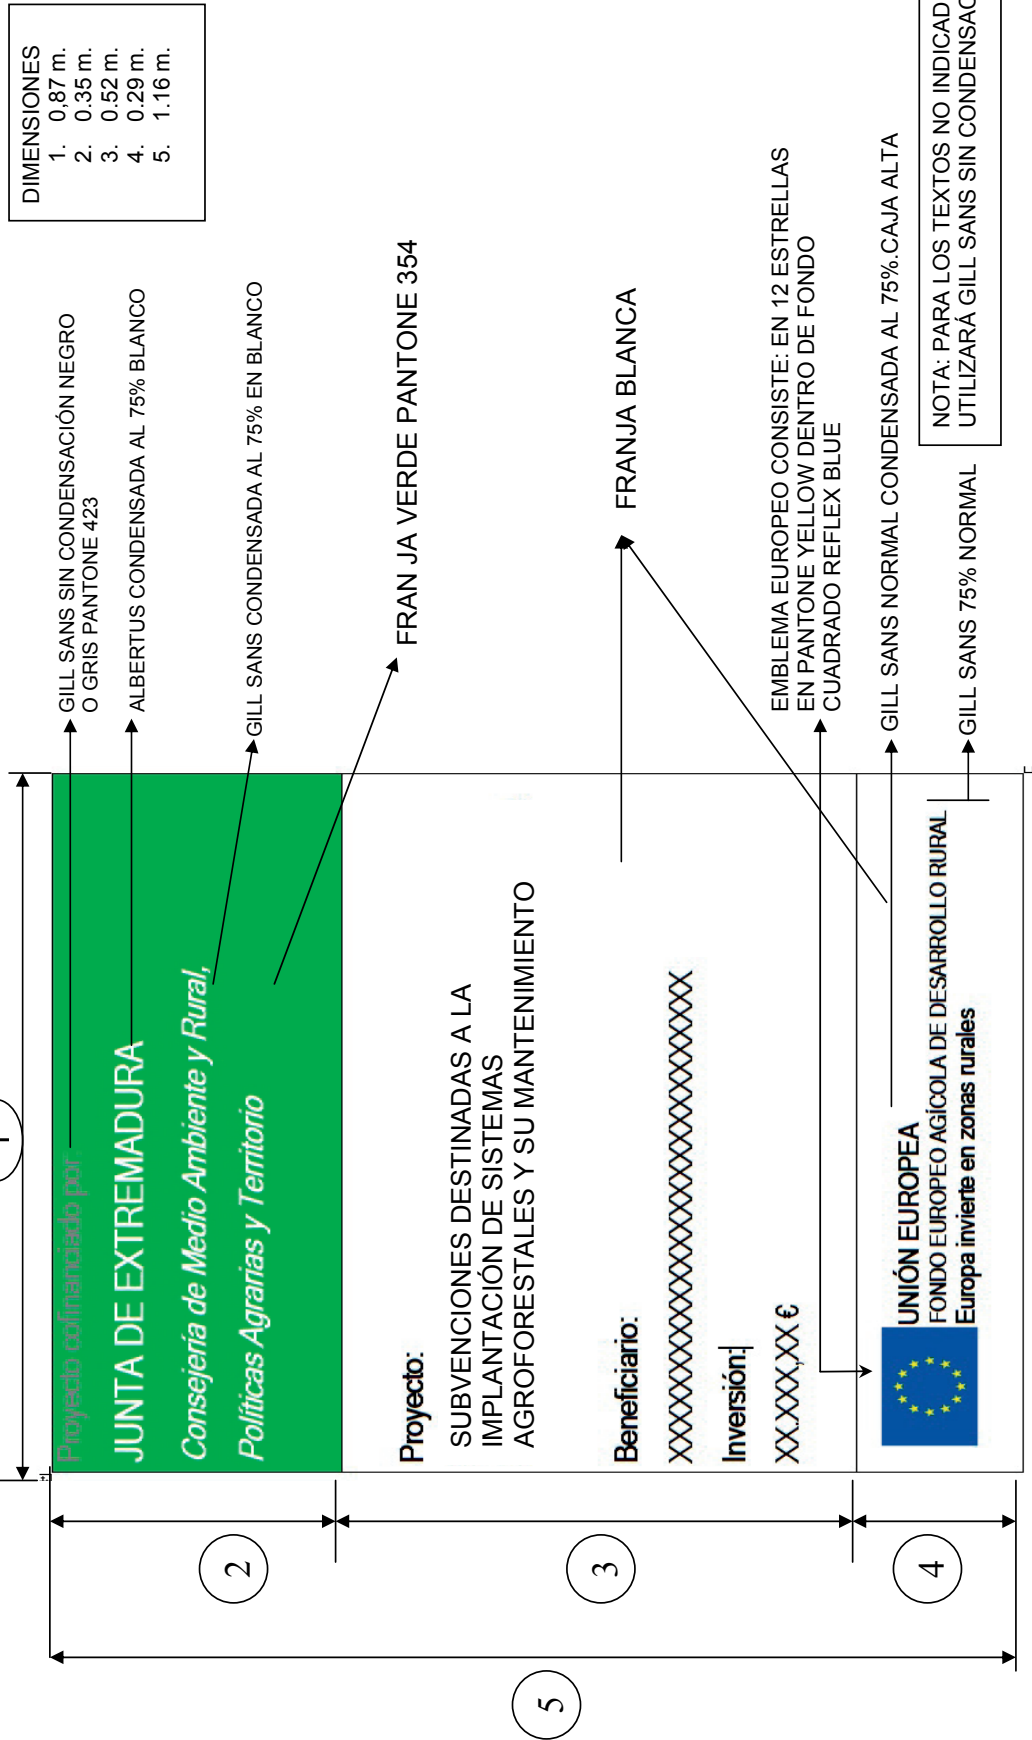 1
DIMENSIONES
1. 0,87 m.
2. 0.35 m.
3. 0.52 m.
4. 0.29 m.
5. 1.16 m.
Proyecto cofinanciado por:
GILL SANS SIN CONDENSACIÓN NEGRO
O GRIS PANTONE 423
JUNTA DE EXTREMADURA
ALBERTUS CONDENSADA AL 75% BLANCO
Consejería de Medio Ambiente y Rural,
Políticas Agrarias y Territorio
GILL SANS CONDENSADA AL 75% EN BLANCO
FRAN JA VERDE PANTONE 354
2
Proyecto:
SUBVENCIONES DESTINADAS A LA
IMPLANTACIÓN DE SISTEMAS
AGROFORESTALES Y SU MANTENIMIENTO
FRANJA BLANCA
3
Beneficiario:
XXXXXXXXXXXXXXXXXXXXXXXXXX
Inversión:
XX.XXX,XX €
EMBLEMA EUROPEO CONSISTE: EN 12 ESTRELLAS
EN PANTONE YELLOW DENTRO DE FONDO
CUADRADO REFLEX BLUE
4
UNIÓN EUROPEA
FONDO EUROPEO AGÍCOLA DE DESARROLLO RURAL
Europa invierte en zonas rurales
GILL SANS NORMAL CONDENSADA AL 75%.CAJA ALTA
GILL SANS 75% NORMAL
5
NOTA: PARA LOS TEXTOS NO INDICAD
UTILIZARÁ GILL SANS SIN CONDENSAC